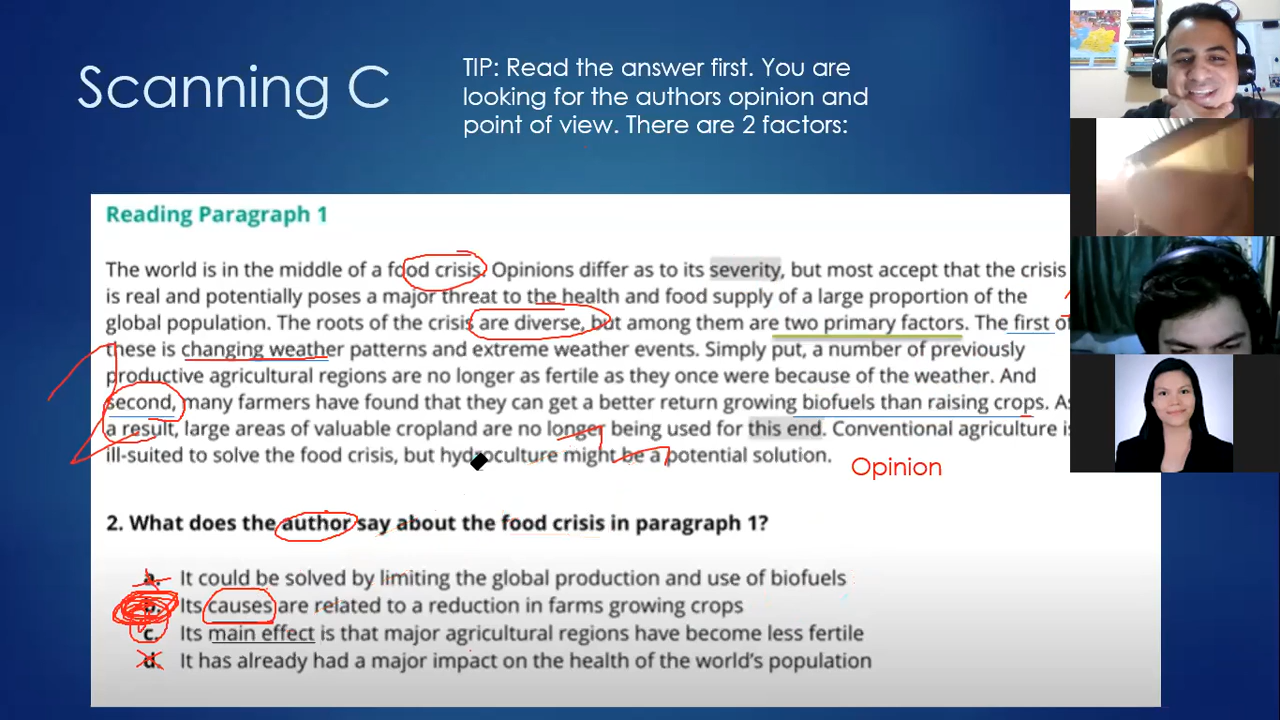 Scanning C
TIP: Read the answer first. You are
looking for the authors opinion and
point of view. There are 2 factors:
Reading Paragraph 1
The world is in the middle of a food crisis. Opinions differ as to its severity, but most accept that the crisis
is real and potentially poses a major threat to the health and food supply of a large proportion of the
global population. The roots of the crisis are diverse, but among them are two primary factors. The first of
these is changing weather patterns and extreme weather events. Simply put, a number of previously
productive agricultural regions are no longer as fertile as they once were because of the weather. And
second, many farmers have found that they can get a better return growing biofuels than raising crops. As
a result, large areas of valuable cropland are no longer being used for this end. Conventional agriculture is
ill-suited to solve the food crisis, but hydroculture might be a potential solution.
Opinion
2. What does the author say about the food crisis in paragraph 1?
a. It could be solved by limiting the global production and use of biofuels
b. Its causes are related to a reduction in farms growing crops
c. Its main effect is that major agricultural regions have become less fertile
d. It has already had a major impact on the health of the world's population